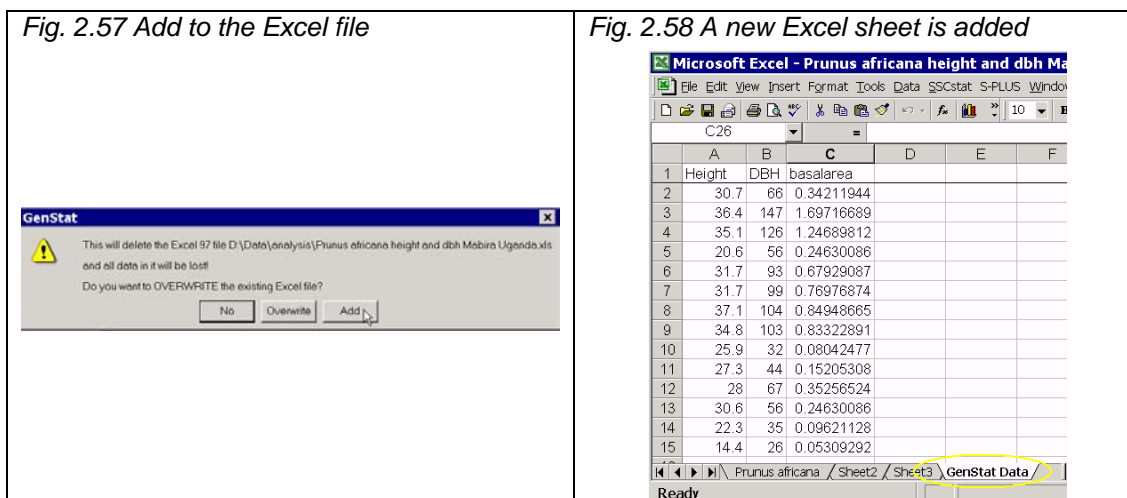 Fig. 2.57 Add to the Excel file
GenStat
This will delete the Excel 97 file D:\Data\analysis\Prunus africana height and dbh Mabira Uganda.xls
and all data in it will be lost!
Do you want to OVERWRITE the existing Excel file?
No Overwrite Add
Fig. 2.58 A new Excel sheet is added
Microsoft Excel - Prunus africana height and dbh Ma
File Edit View Insert Format Tools Data SSCstat S-PLUS Window
10
C26 =
A B C D E F
1 Height DBH basalarea
2 30.7 66 0.34211944
3 36.4 147 1.69716689
4 35.1 126 1.24689812
5 20.6 56 0.24630086
6 31.7 93 0.67929087
7 31.7 99 0.76976874
8 37.1 104 0.84948665
9 34.8 103 0.83322891
10 25.9 32 0.08042477
11 27.3 44 0.15205308
12 28 67 0.35256524
13 30.6 56 0.24630086
14 22.3 35 0.09621128
15 14.4 26 0.05309292
Prunus africana / Sheet2 / Sheet3 \ GenStat Data /
Ready